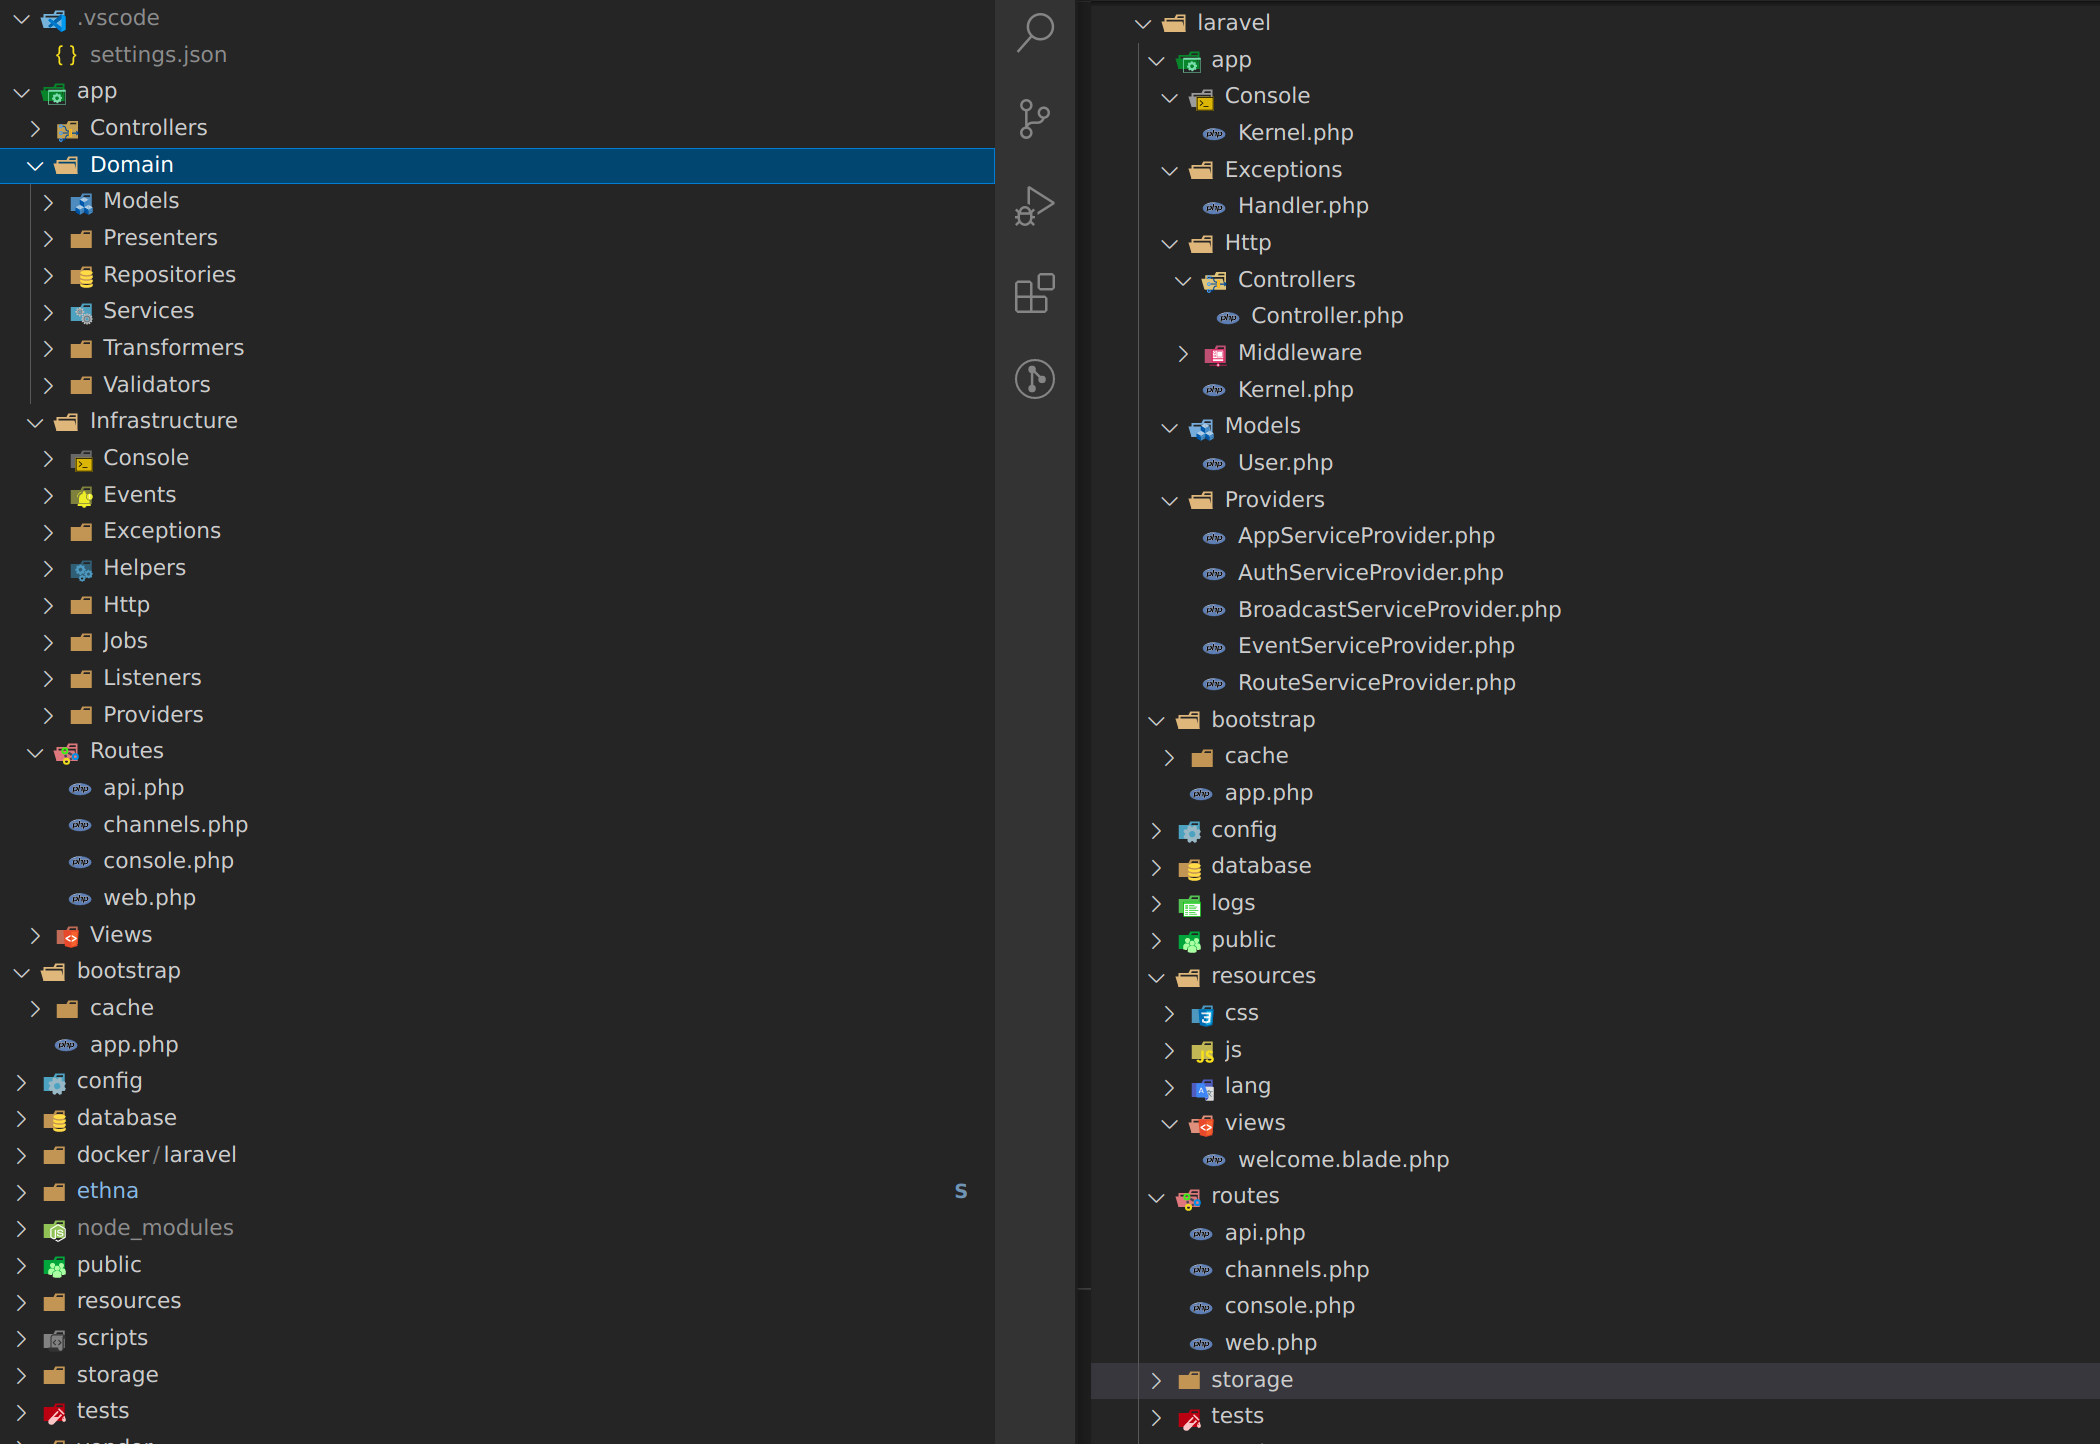 .vscode
settings.json
app
Controllers
Domain
Models
Presenters
Repositories
Services
Transformers
Validators
Infrastructure
Console
Events
Exceptions
Helpers
Http
Jobs
Listeners
Providers
Routes
api.php
channels.php
console.php
web.php
Views
bootstrap
cache
app.php
config
database
docker/laravel
ethna S
node_modules
public
resources
scripts
storage
tests
laravel
app
Console
Kernel.php
Exceptions
Handler.php
Http
Controllers
Controller.php
Middleware
Kernel.php
Models
User.php
Providers
AppServiceProvider.php
AuthServiceProvider.php
BroadcastServiceProvider.php
EventServiceProvider.php
RouteServiceProvider.php
bootstrap
cache
app.php
config
database
logs
public
resources
css
js
lang
views
welcome.blade.php
routes
api.php
channels.php
console.php
web.php
storage
tests